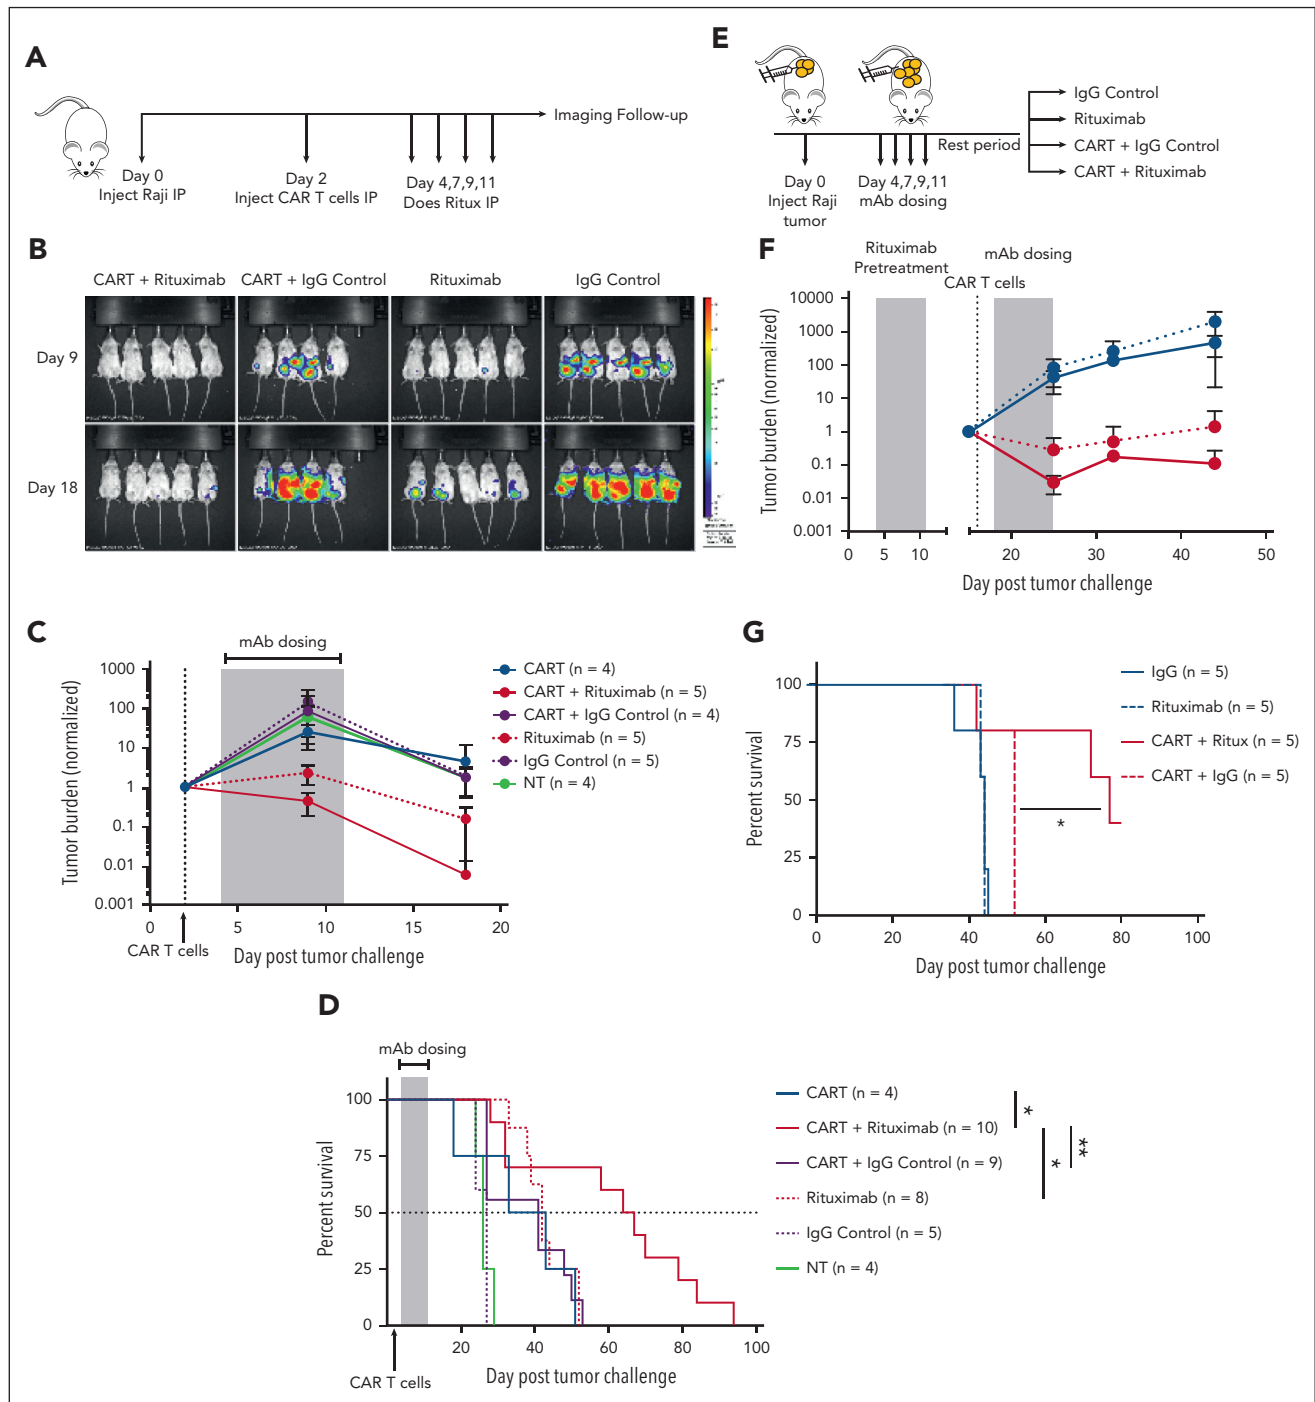 A
Day 0
Inject Raji IP
Day 2
Inject CAR T cells IP
Day 4,7,9,11
Does Ritux IP
Imaging Follow-up
B
CART + Rituximab
CART + IgG Control
Rituximab
IgG Control
Day 9
Day 18
C
mAb dosing
Tumor burden (normalized)
1000
100
10
1
0.1
0.01
0.001
0
5
10
15
20
CAR T cells
Day post tumor challenge
CART (n = 4)
CART + Rituximab (n = 5)
CART + IgG Control (n = 4)
Rituximab (n = 5)
IgG Control (n = 5)
NT (n = 4)
D
mAb dosing
Percent survival
100
75
50
25
0
20
40
60
80
100
CAR T cells
Day post tumor challenge
CART (n = 4)
CART + Rituximab (n = 10)
CART + IgG Control (n = 9)
Rituximab (n = 8)
IgG Control (n = 5)
NT (n = 4)
*
*
**
E
Day 0
Inject Raji
tumor
Day 4,7,9,11
mAb dosing
Rest period
IgG Control
Rituximab
CART + IgG Control
CART + Rituximab
F
Rituximab
Pretreatment
mAb dosing
CAR T cells
Tumor burden (normalized)
10000
1000
100
10
1
0.1
0.01
0.001
0
5
10
20
30
40
50
Day post tumor challenge
G
Percent survival
100
75
50
25
0
0
20
40
60
80
100
Day post tumor challenge
IgG (n = 5)
Rituximab (n = 5)
CART + Ritux (n = 5)
CART + IgG (n = 5)
*